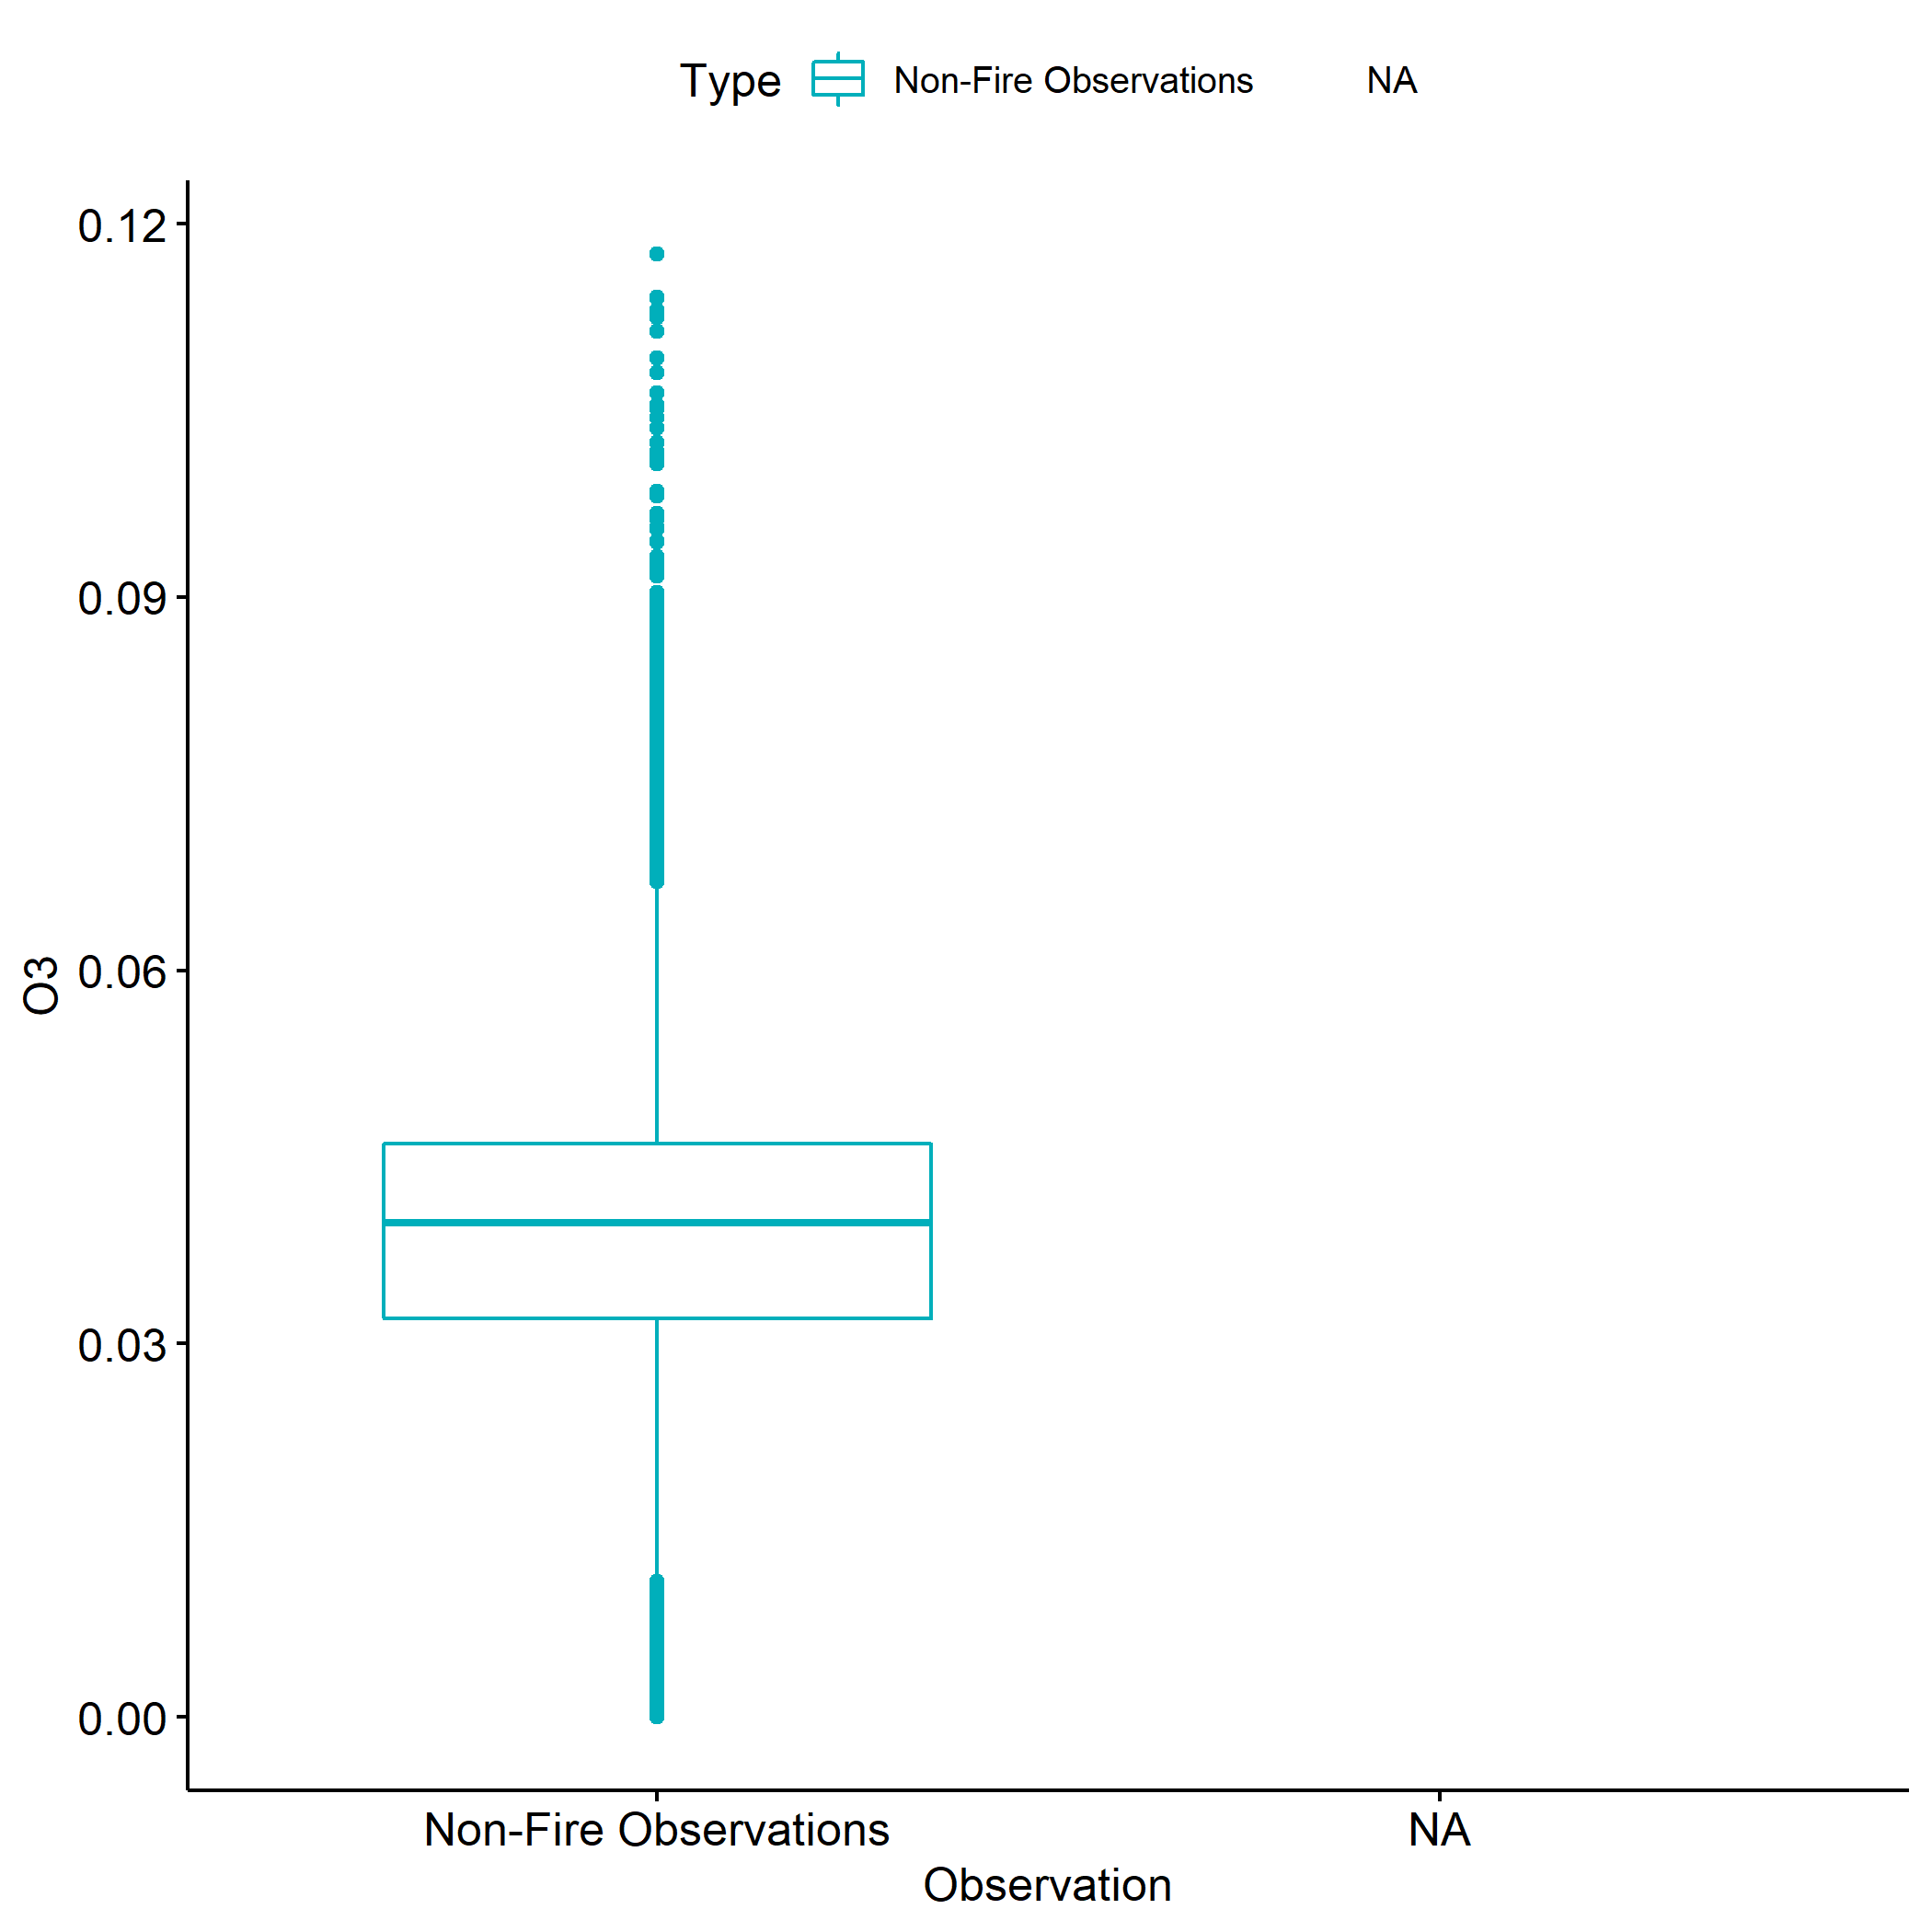 Type Non-Fire Observations NA
0.12
0.09
0.06
0.03
0.00
O3
Non-Fire Observations NA
Observation